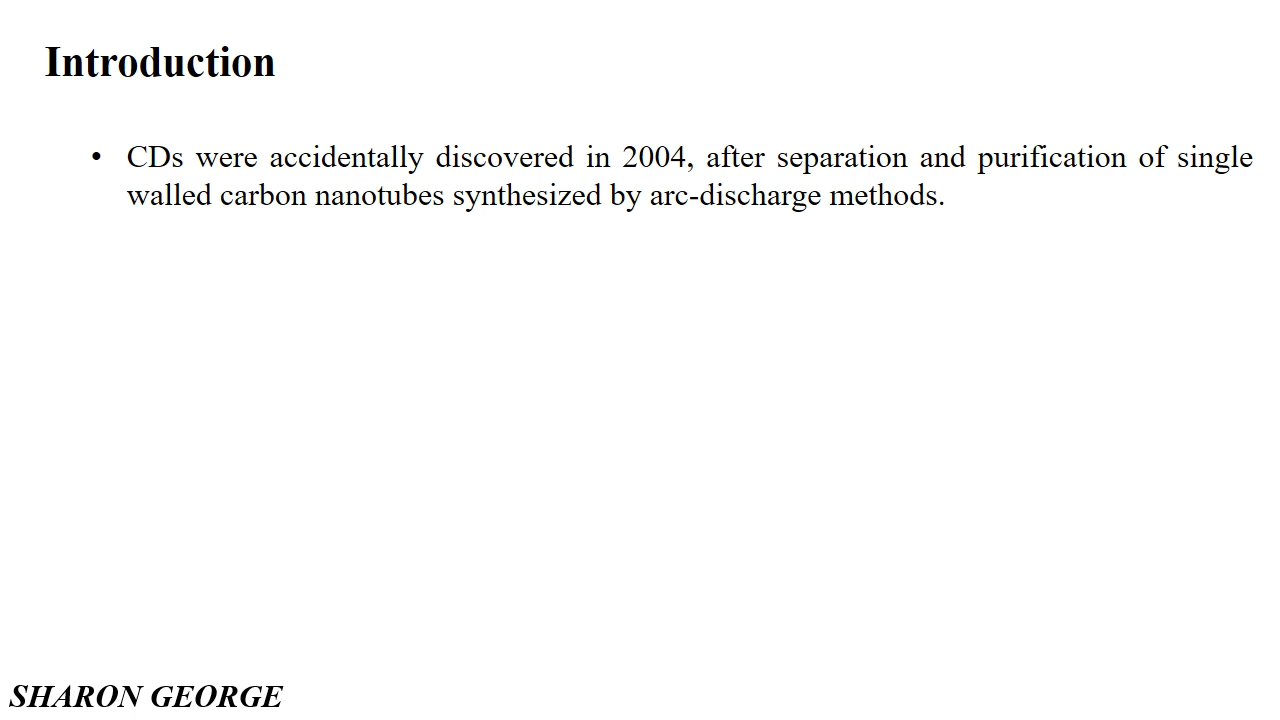 Introduction
• CDs were accidentally discovered in 2004, after separation and purification of single
walled carbon nanotubes synthesized by arc-discharge methods.
SHARON GEORGE